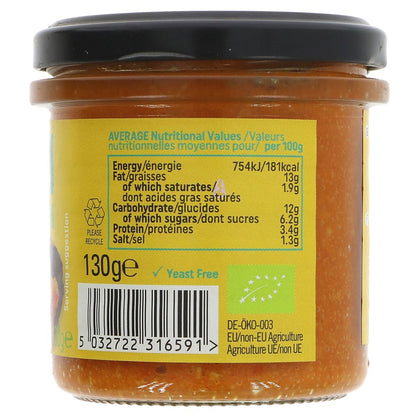 AVERAGE Nutritional Values /Valeurs
nutritionnelles moyennes pour/ per 100g
Energy/énergie 754kJ/181kcal
Fat/graisses 13g
of which saturates/ 1.9g
dont acides gras saturés
Carbohydrate/glucides 12g
of which sugars/dont sucres 6.2g
Protein/protéines 3.4g
Salt/sel 1.3g
PLEASE
RECYCLE
Serving suggestion
130g℮
✓ Yeast Free
5 032722 316591 >
DE-ÖKO-003
EU/non-EU Agriculture
Agriculture UE/non UE